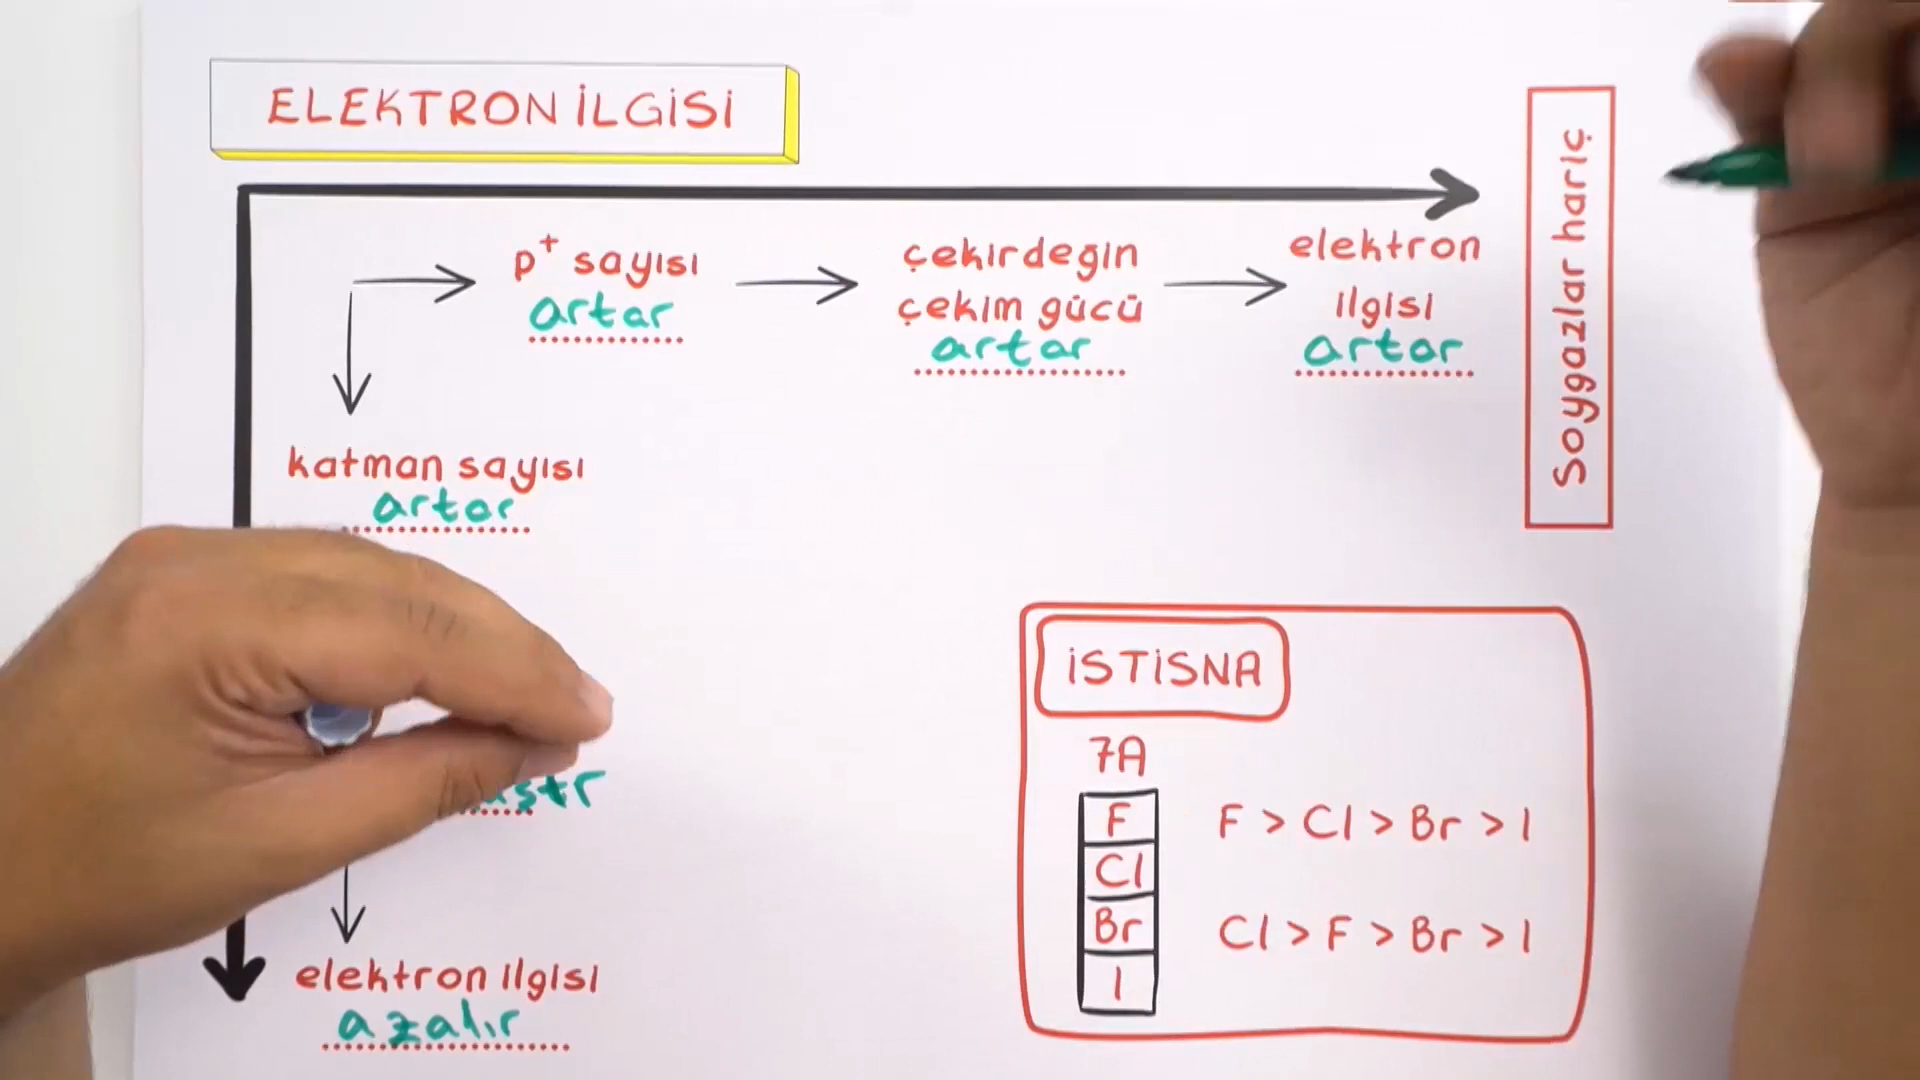 ELEKTRON İLGİSİ
p+ sayısı
artar
çekirdeğin
çekim gücü
artar
elektron
ilgisi
artar
Soygazlar hariç
katman sayısı
artar
elektron ilgisi
azalır
İSTİSNA
7A
F
Cl
Br
I
F > Cl > Br > I
Cl > F > Br > I